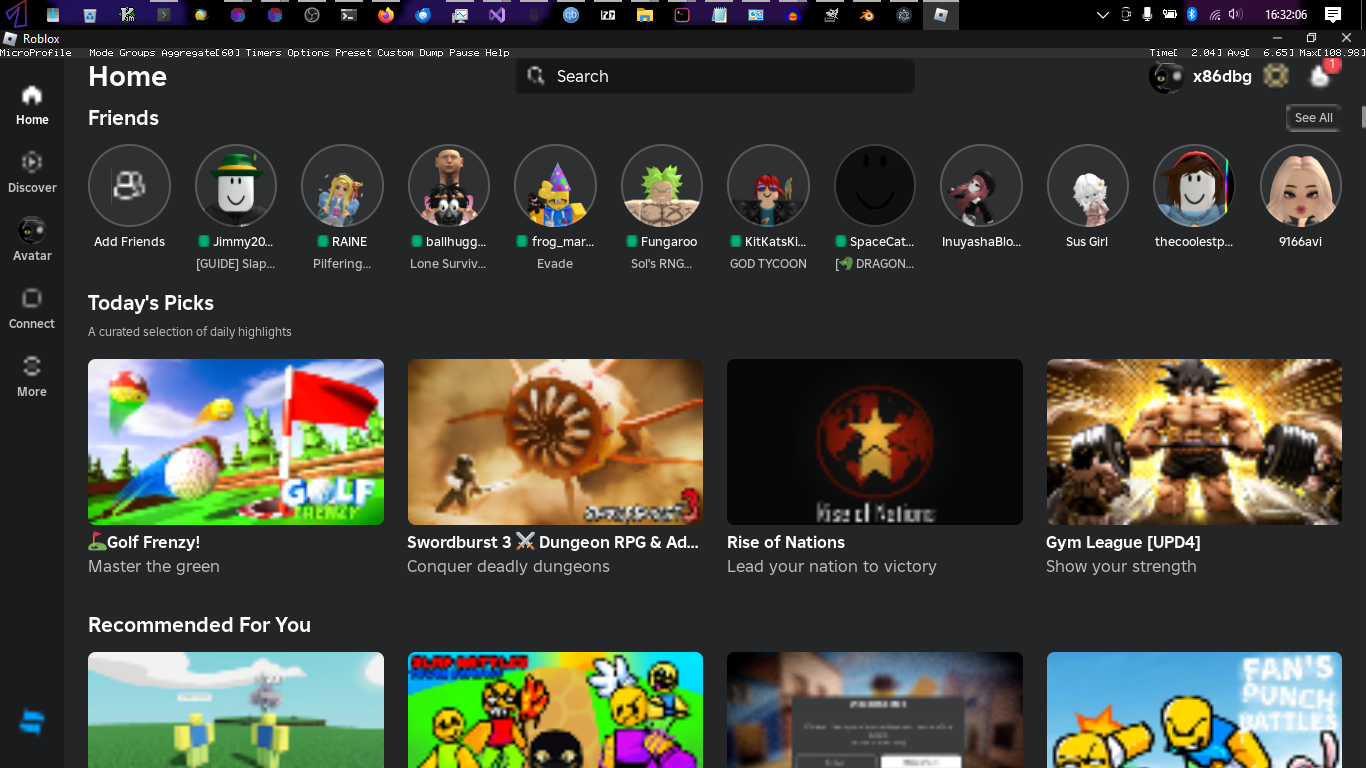 16:32:06
Roblox
MicroProfile Mode Groups Aggregate[60] Timers Options Preset Custom Dump Pause Help Time[ 2.04] Avg[ 6.65] Max[108.98]
Home
Search
x86dbg
1
Home
Discover
Avatar
Connect
More
Friends
See All
Add Friends
Jimmy20...
[GUIDE] Slap...
RAINE
Pilfering...
ballhugg...
Lone Surviv...
frog_mar...
Evade
Fungaroo
Sol's RNG...
KitKatsKi...
GOD TYCOON
SpaceCat...
[🐉 DRAGON...
InuyashaBlo...
Sus Girl
thecoolestp...
9166avi
Today's Picks
A curated selection of daily highlights
GOLF
FRENZY
3
Rise of Nations
⛳Golf Frenzy!
Master the green
Swordburst 3 ⚔️ Dungeon RPG & Ad...
Conquer deadly dungeons
Rise of Nations
Lead your nation to victory
Gym League [UPD4]
Show your strength
Recommended For You
SLAP BATTLES
FAN'S
PUNCH
BATTLES